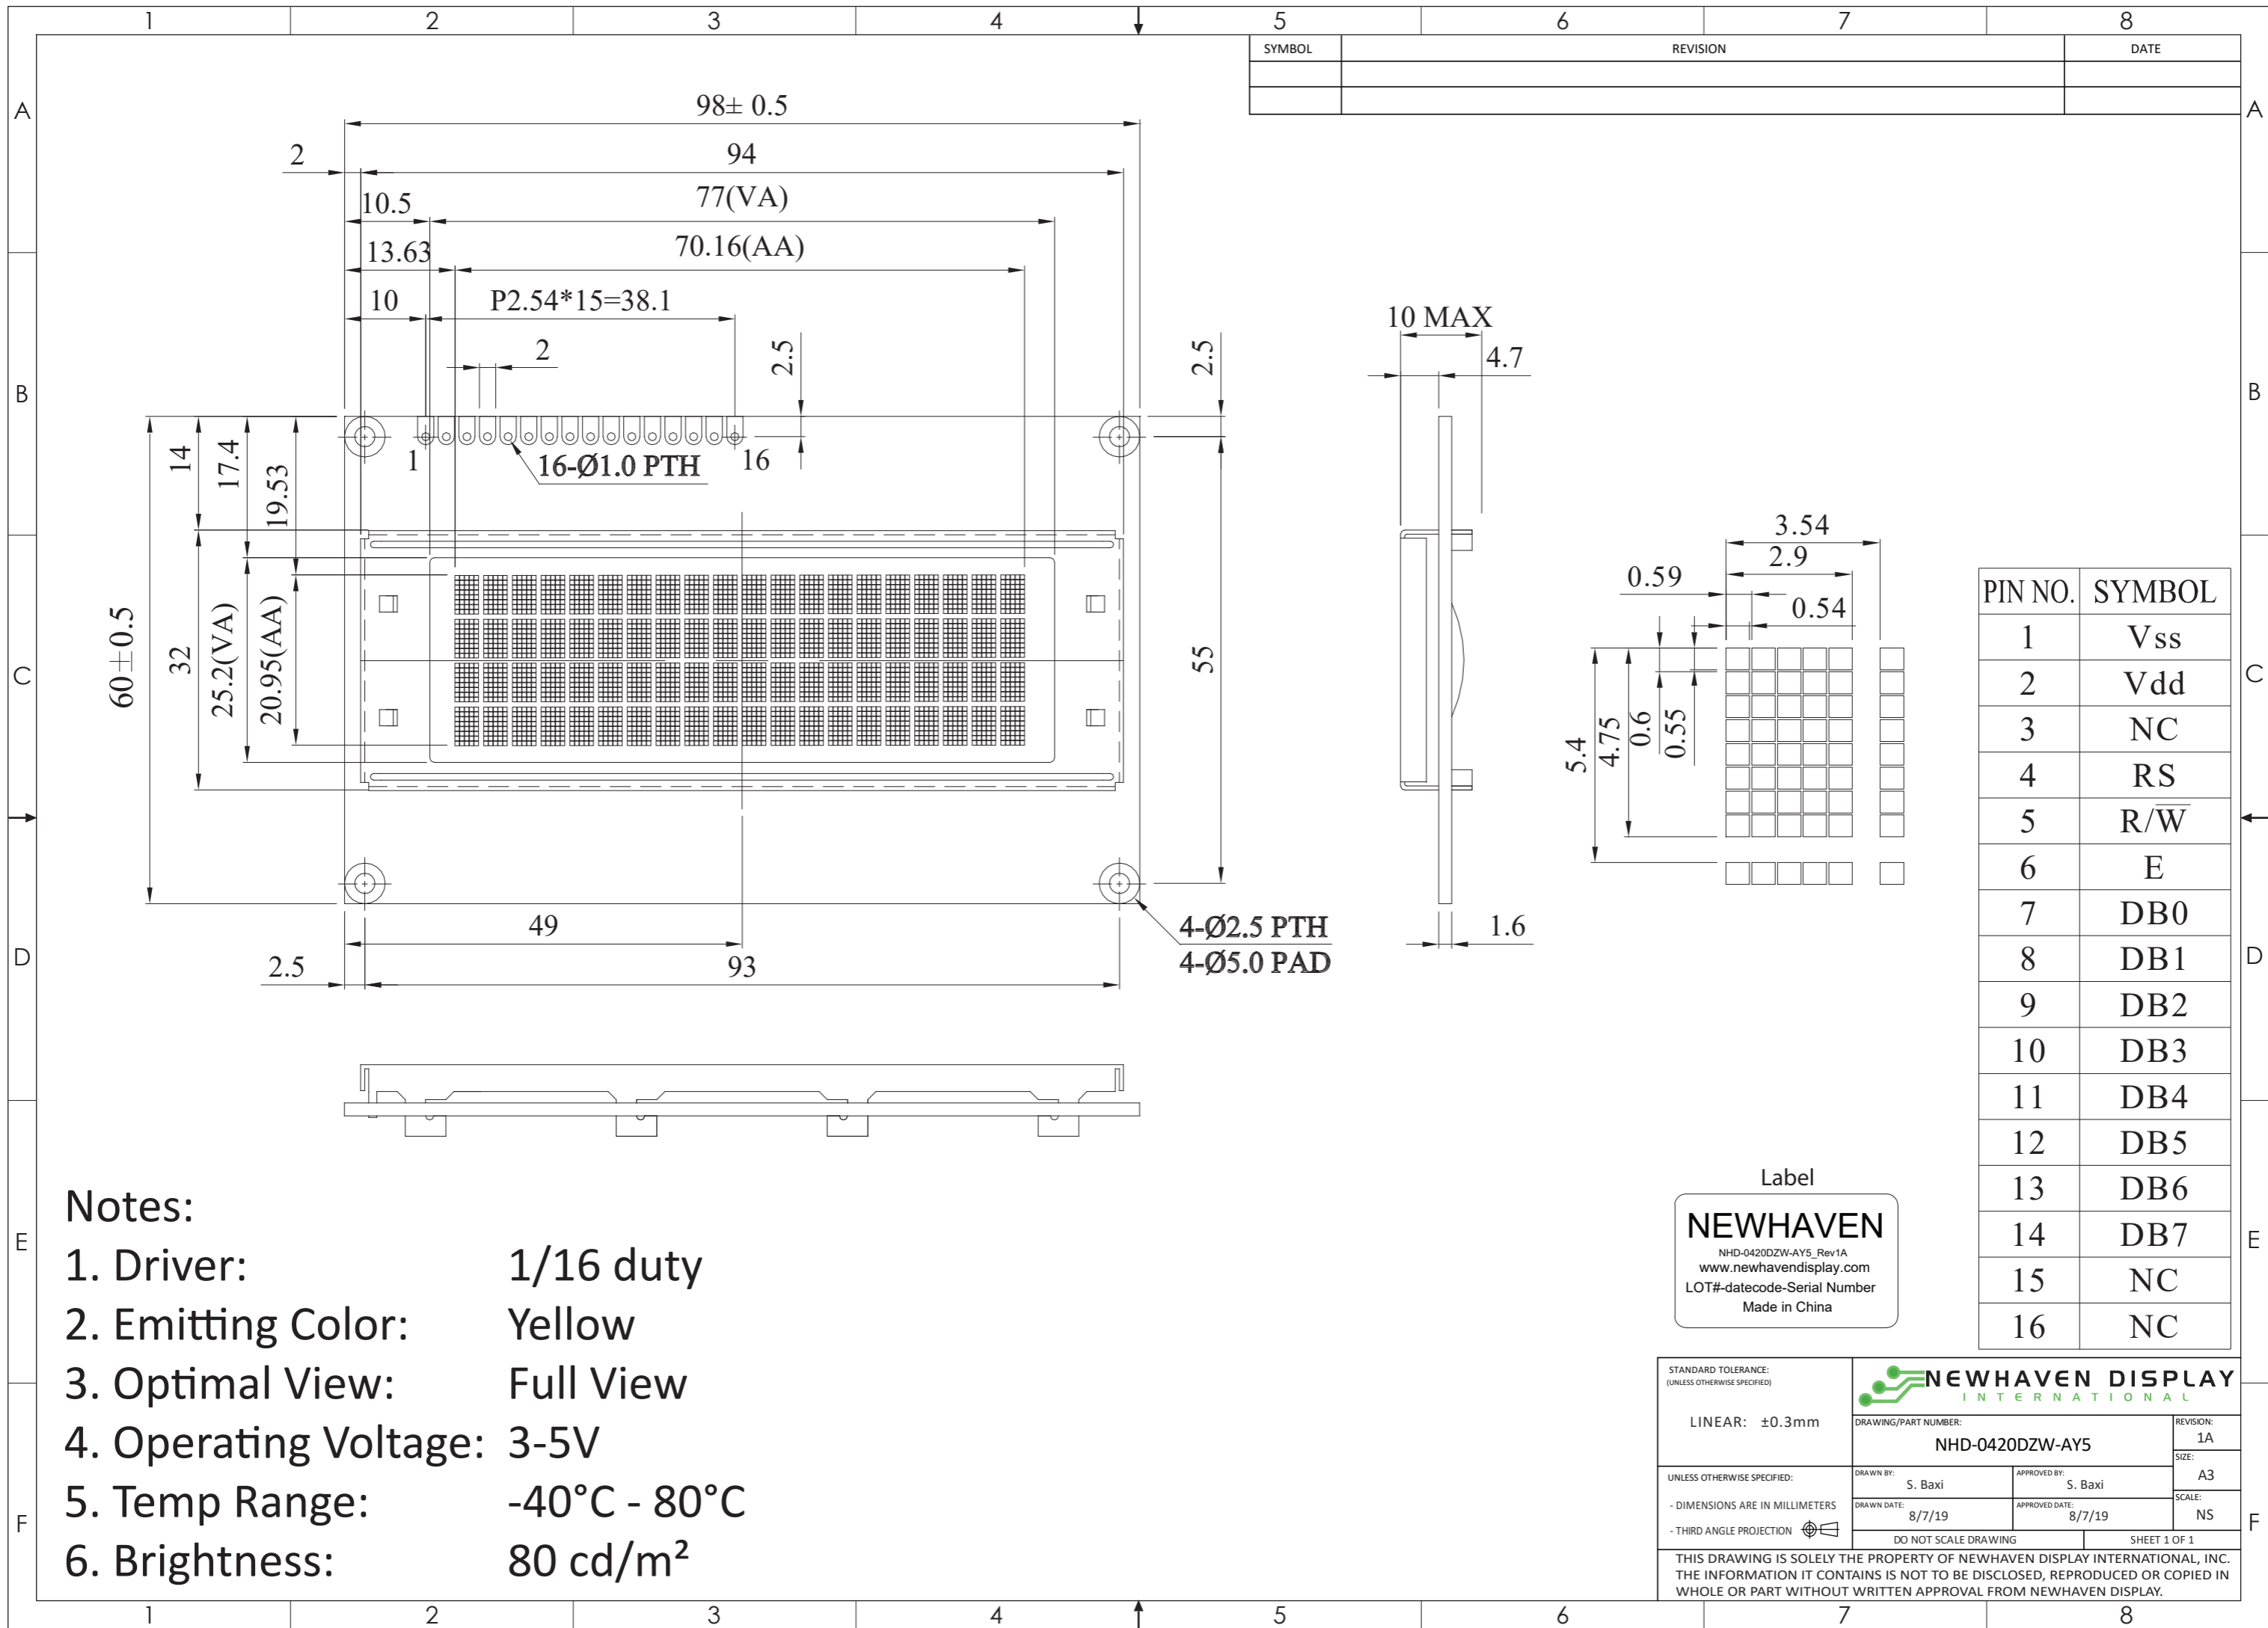 1 2 3 4 5 6 7 8
SYMBOL REVISION DATE
A A
98± 0.5
2 94
10.5 77(VA)
13.63 70.16(AA)
10 P2.54*15=38.1
2
2.5
2.5
10 MAX
4.7
B B
1 16-Ø1.0 PTH 16
14
17.4
19.53
60±0.5
32
25.2(VA)
20.95(AA)
55
C C
3.54
2.9
0.59
0.54
5.4
4.75
0.6
0.55
49
2.5 93
4-Ø2.5 PTH
4-Ø5.0 PAD
1.6
D D
PIN NO. SYMBOL
1 Vss
2 Vdd
3 NC
4 RS
5 R/W̅
6 E
7 DB0
8 DB1
9 DB2
10 DB3
11 DB4
12 DB5
13 DB6
14 DB7
15 NC
16 NC
E E
Notes:
1. Driver: 1/16 duty
2. Emitting Color: Yellow
3. Optimal View: Full View
4. Operating Voltage: 3-5V
5. Temp Range: -40°C - 80°C
6. Brightness: 80 cd/m²
Label
NEWHAVEN
NHD-0420DZW-AY5_Rev1A
www.newhavendisplay.com
LOT#-datecode-Serial Number
Made in China
F F
STANDARD TOLERANCE:
(UNLESS OTHERWISE SPECIFIED)
LINEAR: ±0.3mm
NEWHAVEN DISPLAY
INTERNATIONAL
DRAWING/PART NUMBER:
NHD-0420DZW-AY5
REVISION:
1A
SIZE:
A3
UNLESS OTHERWISE SPECIFIED:
- DIMENSIONS ARE IN MILLIMETERS
- THIRD ANGLE PROJECTION
DRAWN BY:
S. Baxi
APPROVED BY:
S. Baxi
DRAWN DATE:
8/7/19
APPROVED DATE:
8/7/19
SCALE:
NS
DO NOT SCALE DRAWING SHEET 1 OF 1
THIS DRAWING IS SOLELY THE PROPERTY OF NEWHAVEN DISPLAY INTERNATIONAL, INC.
THE INFORMATION IT CONTAINS IS NOT TO BE DISCLOSED, REPRODUCED OR COPIED IN
WHOLE OR PART WITHOUT WRITTEN APPROVAL FROM NEWHAVEN DISPLAY.
1 2 3 4 5 6 7 8